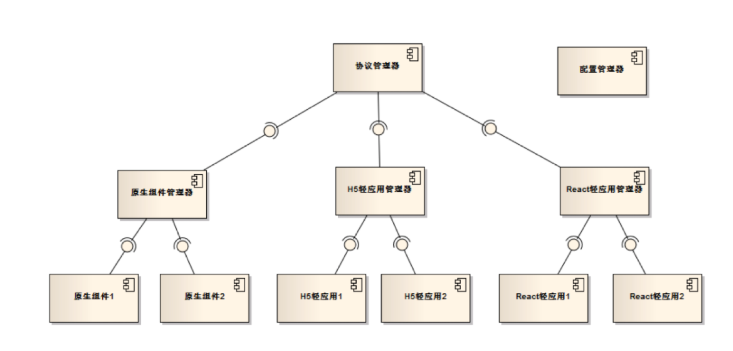 协议管理器
配置管理器
原生组件管理器
H5轻应用管理器
React轻应用管理器
原生组件1
原生组件2
H5轻应用1
H5轻应用2
React轻应用1
React轻应用2